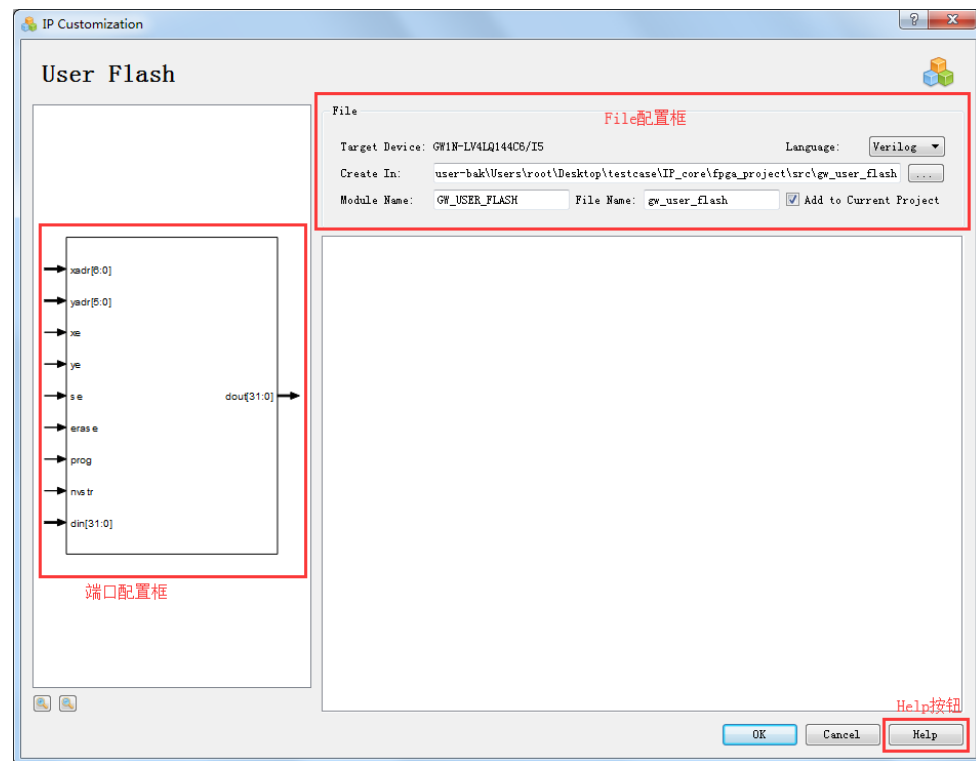 IP Customization
User Flash
File
File配置框
Target Device: GW1N-LV4LQ144C6/I5
Language: Verilog
Create In: user-bak\Users\root\Desktop\testcase\IP_core\fpga_project\src\gw_user_flash ...
Module Name: GW_USER_FLASH File Name: gw_user_flash Add to Current Project
xadr[6:0]
yadr[5:0]
xe
ye
se
dout[31:0]
erase
prog
nvstr
din[31:0]
端口配置框
Help按钮
OK Cancel Help